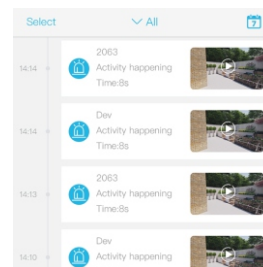 Select All 7
2063
14:14 Activity happening
Time:8s
Dev
14:14 Activity happening
Time:8s
2063
14:13 Activity happening
Time:8s
Dev
14:10 Activity happening